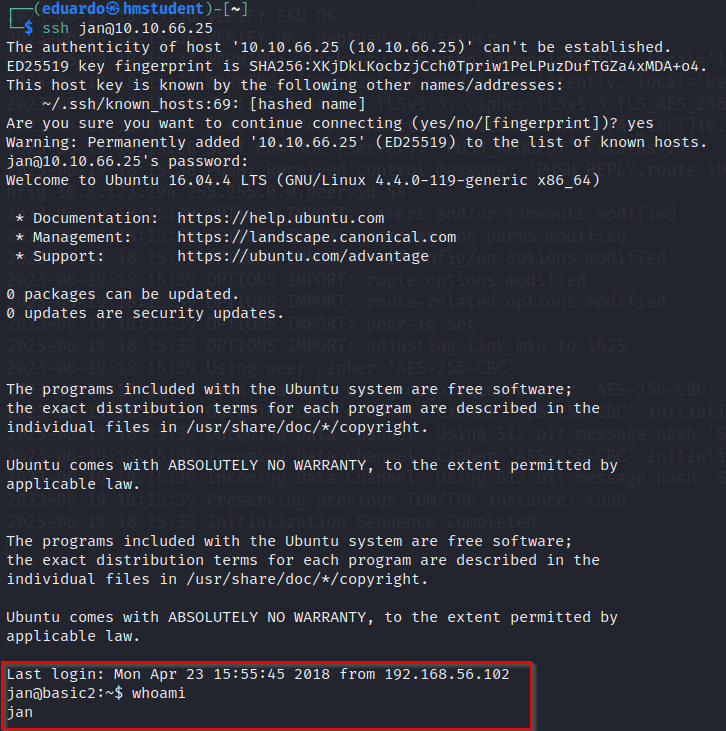 ┌──(eduardo㉿hmstudent)-[~]
└─$ ssh jan@10.10.66.25
The authenticity of host '10.10.66.25 (10.10.66.25)' can't be established.
ED25519 key fingerprint is SHA256:XKjDkLKocbzjCch0Tpriw1PeLPuzDufTGZa4xMDA+o4.
This host key is known by the following other names/addresses:
    ~/.ssh/known_hosts:69: [hashed name]
Are you sure you want to continue connecting (yes/no/[fingerprint])? yes
Warning: Permanently added '10.10.66.25' (ED25519) to the list of known hosts.
jan@10.10.66.25's password:
Welcome to Ubuntu 16.04.4 LTS (GNU/Linux 4.4.0-119-generic x86_64)

 * Documentation:  https://help.ubuntu.com
 * Management:     https://landscape.canonical.com
 * Support:        https://ubuntu.com/advantage

0 packages can be updated.
0 updates are security updates.

The programs included with the Ubuntu system are free software;
the exact distribution terms for each program are described in the
individual files in /usr/share/doc/*/copyright.

Ubuntu comes with ABSOLUTELY NO WARRANTY, to the extent permitted by
applicable law.

The programs included with the Ubuntu system are free software;
the exact distribution terms for each program are described in the
individual files in /usr/share/doc/*/copyright.

Ubuntu comes with ABSOLUTELY NO WARRANTY, to the extent permitted by
applicable law.

Last login: Mon Apr 23 15:55:45 2018 from 192.168.56.102
jan@basic2:~$ whoami
jan